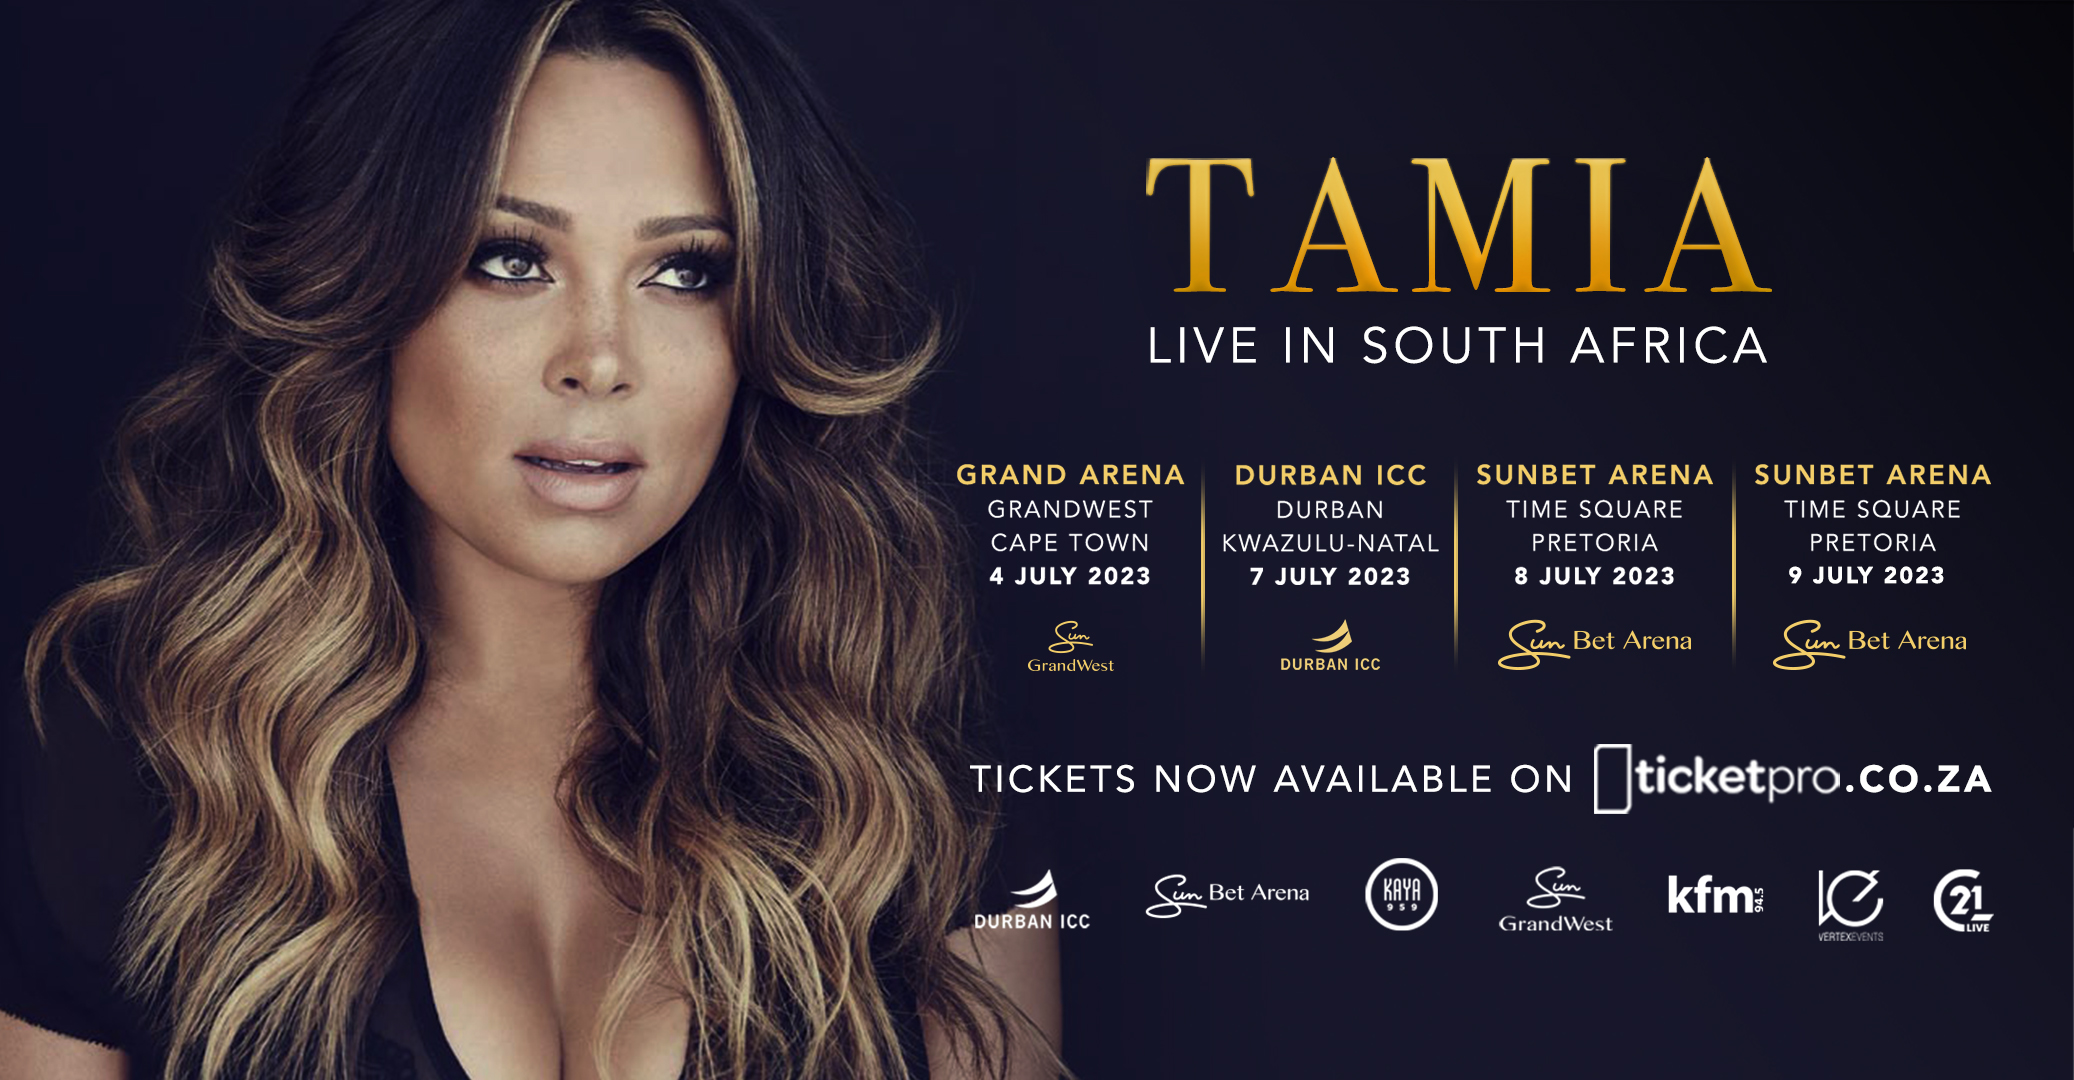 TAMIA
LIVE IN SOUTH AFRICA
GRAND ARENA
GRANDWEST
CAPE TOWN
4 JULY 2023
Sun
GrandWest
DURBAN ICC
DURBAN
KWAZULU-NATAL
7 JULY 2023
DURBAN ICC
SUNBET ARENA
TIME SQUARE
PRETORIA
8 JULY 2023
Sun Bet Arena
SUNBET ARENA
TIME SQUARE
PRETORIA
9 JULY 2023
Sun Bet Arena
TICKETS NOW AVAILABLE ON ticketpro.CO.ZA
DURBAN ICC
Sun Bet Arena
KAYA
959
Sun
GrandWest
kfm 94.5
VE
VERTEXEVENTS
C21
LIVE